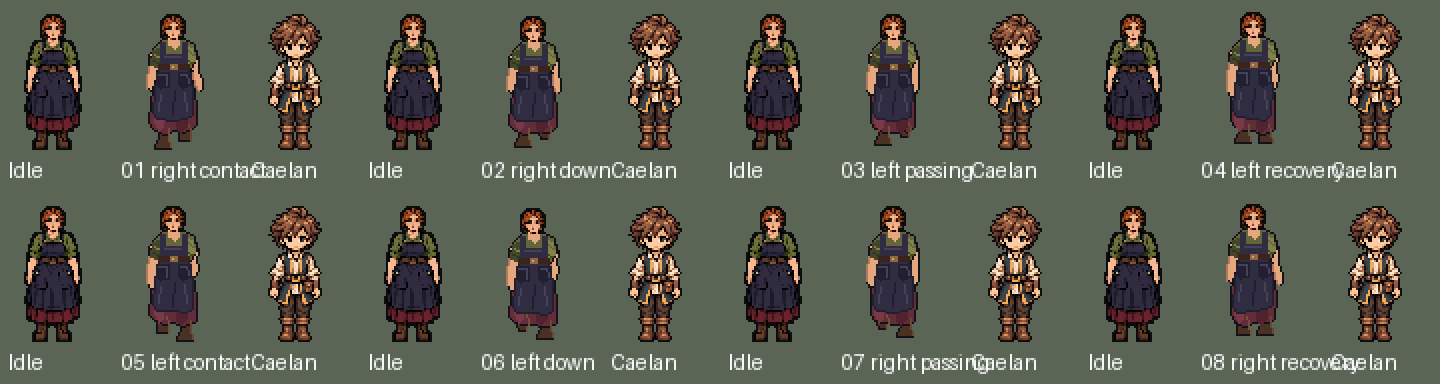 Idle 01 right contact Caelan Idle 02 right down Caelan Idle 03 left passing Caelan Idle 04 left recovery Caelan
Idle 05 left contact Caelan Idle 06 left down Caelan Idle 07 right passing Caelan Idle 08 right recovery Caelan